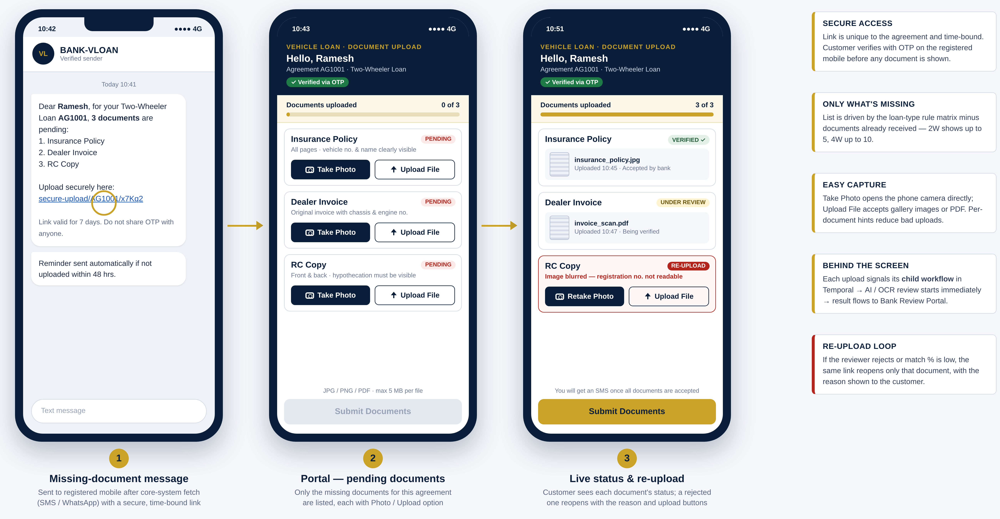 10:42
●●●● 4G
VL
BANK-VLOAN
Verified sender
Today 10:41
Dear Ramesh, for your Two-Wheeler
Loan AG1001, 3 documents are
pending:
1. Insurance Policy
2. Dealer Invoice
3. RC Copy
Upload securely here:
secure-upload/AG1001/x7Kq2
Link valid for 7 days. Do not share OTP with
anyone.
Reminder sent automatically if not
uploaded within 48 hrs.
Text message
1
Missing-document message
Sent to registered mobile after core-system fetch
(SMS / WhatsApp) with a secure, time-bound link
10:43
●●●● 4G
VEHICLE LOAN · DOCUMENT UPLOAD
Hello, Ramesh
Agreement AG1001 · Two-Wheeler Loan
✓ Verified via OTP
Documents uploaded 0 of 3
Insurance Policy PENDING
All pages · vehicle no. & name clearly visible
Take Photo Upload File
Dealer Invoice PENDING
Original invoice with chassis & engine no.
Take Photo Upload File
RC Copy PENDING
Front & back · hypothecation must be visible
Take Photo Upload File
JPG / PNG / PDF · max 5 MB per file
Submit Documents
2
Portal — pending documents
Only the missing documents for this agreement
are listed, each with Photo / Upload option
10:51
●●●● 4G
VEHICLE LOAN · DOCUMENT UPLOAD
Hello, Ramesh
Agreement AG1001 · Two-Wheeler Loan
✓ Verified via OTP
Documents uploaded 3 of 3
Insurance Policy VERIFIED ✓
insurance_policy.jpg
Uploaded 10:45 · Accepted by bank
Dealer Invoice UNDER REVIEW
invoice_scan.pdf
Uploaded 10:47 · Being verified
RC Copy RE-UPLOAD
Image blurred — registration no. not readable
Retake Photo Upload File
You will get an SMS once all documents are accepted
Submit Documents
3
Live status & re-upload
Customer sees each document's status; a rejected
one reopens with the reason and upload buttons
SECURE ACCESS
Link is unique to the agreement and time-bound.
Customer verifies with OTP on the registered
mobile before any document is shown.
ONLY WHAT'S MISSING
List is driven by the loan-type rule matrix minus
documents already received — 2W shows up to
5, 4W up to 10.
EASY CAPTURE
Take Photo opens the phone camera directly;
Upload File accepts gallery images or PDF. Per-
document hints reduce bad uploads.
BEHIND THE SCREEN
Each upload signals its child workflow in
Temporal → AI / OCR review starts immediately
→ result flows to Bank Review Portal.
RE-UPLOAD LOOP
If the reviewer rejects or match % is low, the
same link reopens only that document, with the
reason shown to the customer.